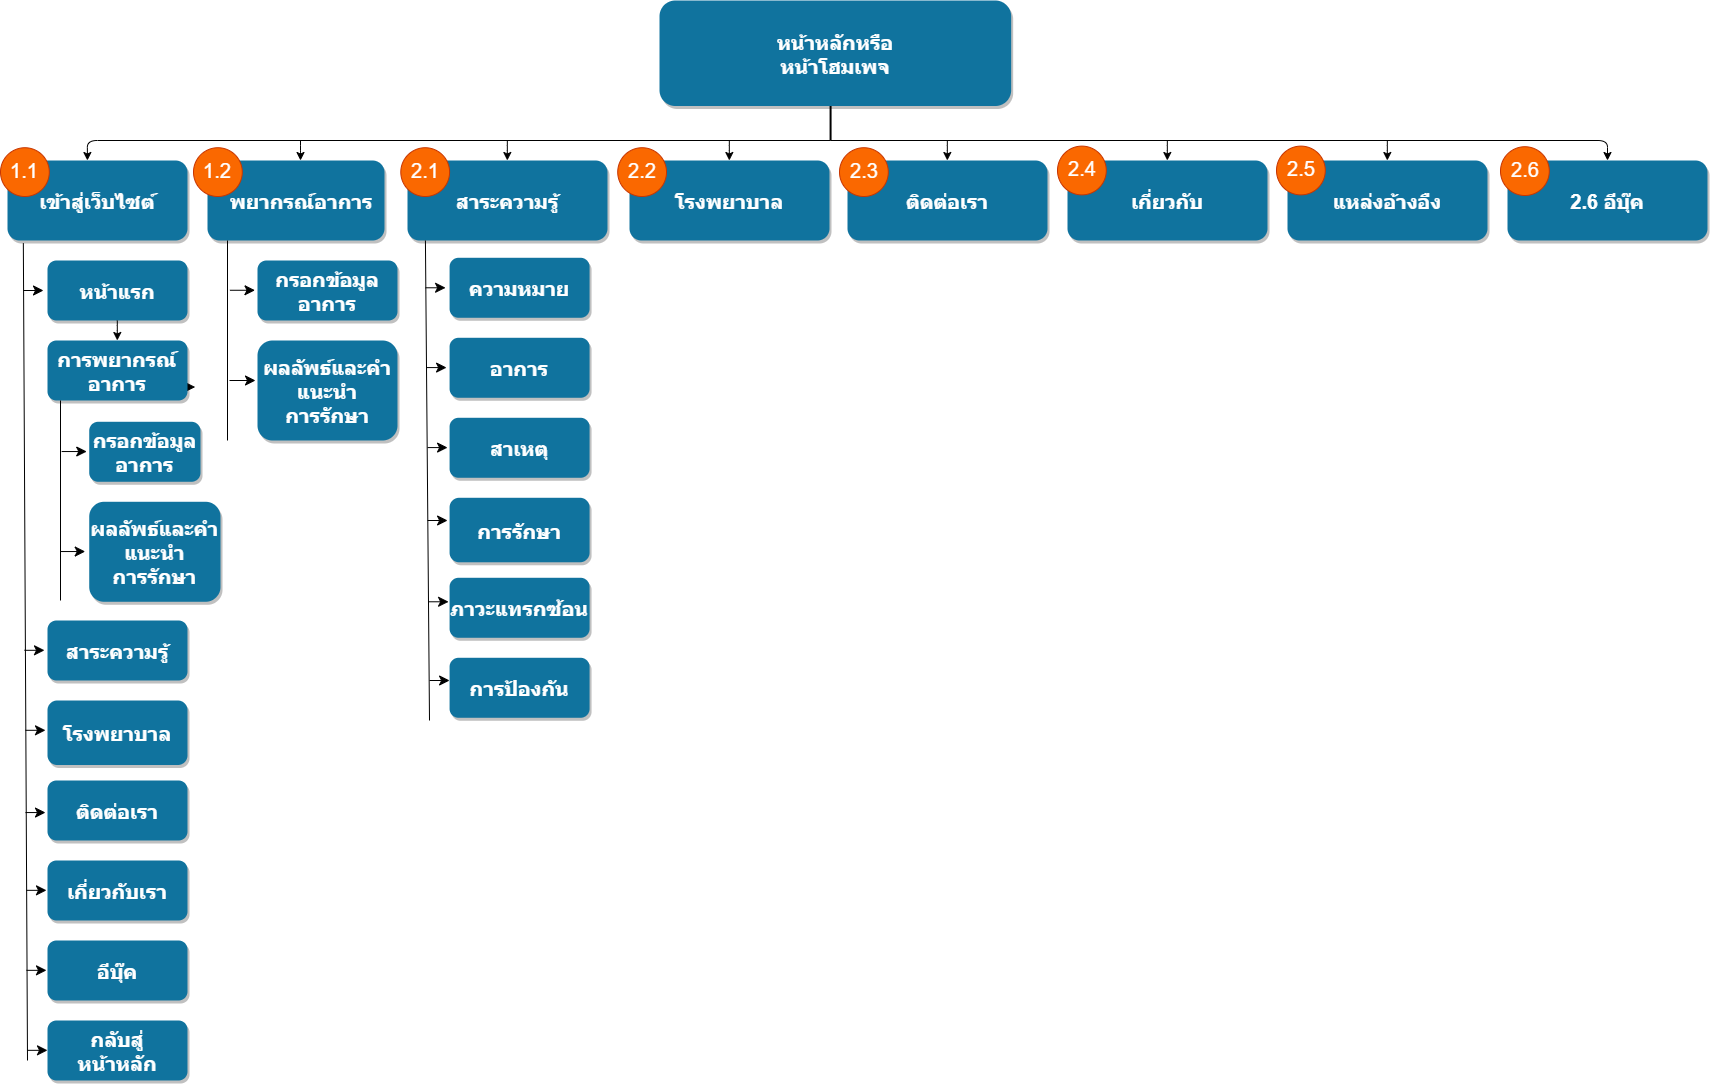 หน้าหลักหรือ
หน้าโฮมเพจ
1.1
เข้าสู่เว็บไซต์
1.2
พยากรณ์อาการ
2.1
สาระความรู้
2.2
โรงพยาบาล
2.3
ติดต่อเรา
2.4
เกี่ยวกับ
2.5
แหล่งอ้างอึง
2.6
2.6 อีบุ๊ค
หน้าแรก
การพยากรณ์
อาการ
กรอกข้อมูล
อาการ
ผลลัพธ์และคำ
แนะนำ
การรักษา
สาระความรู้
โรงพยาบาล
ติดต่อเรา
เกี่ยวกับเรา
อีบุ๊ค
กลับสู่
หน้าหลัก
กรอกข้อมูล
อาการ
ผลลัพธ์และคำ
แนะนำ
การรักษา
ความหมาย
อาการ
สาเหตุ
การรักษา
ภาวะแทรกซ้อน
การป้องกัน